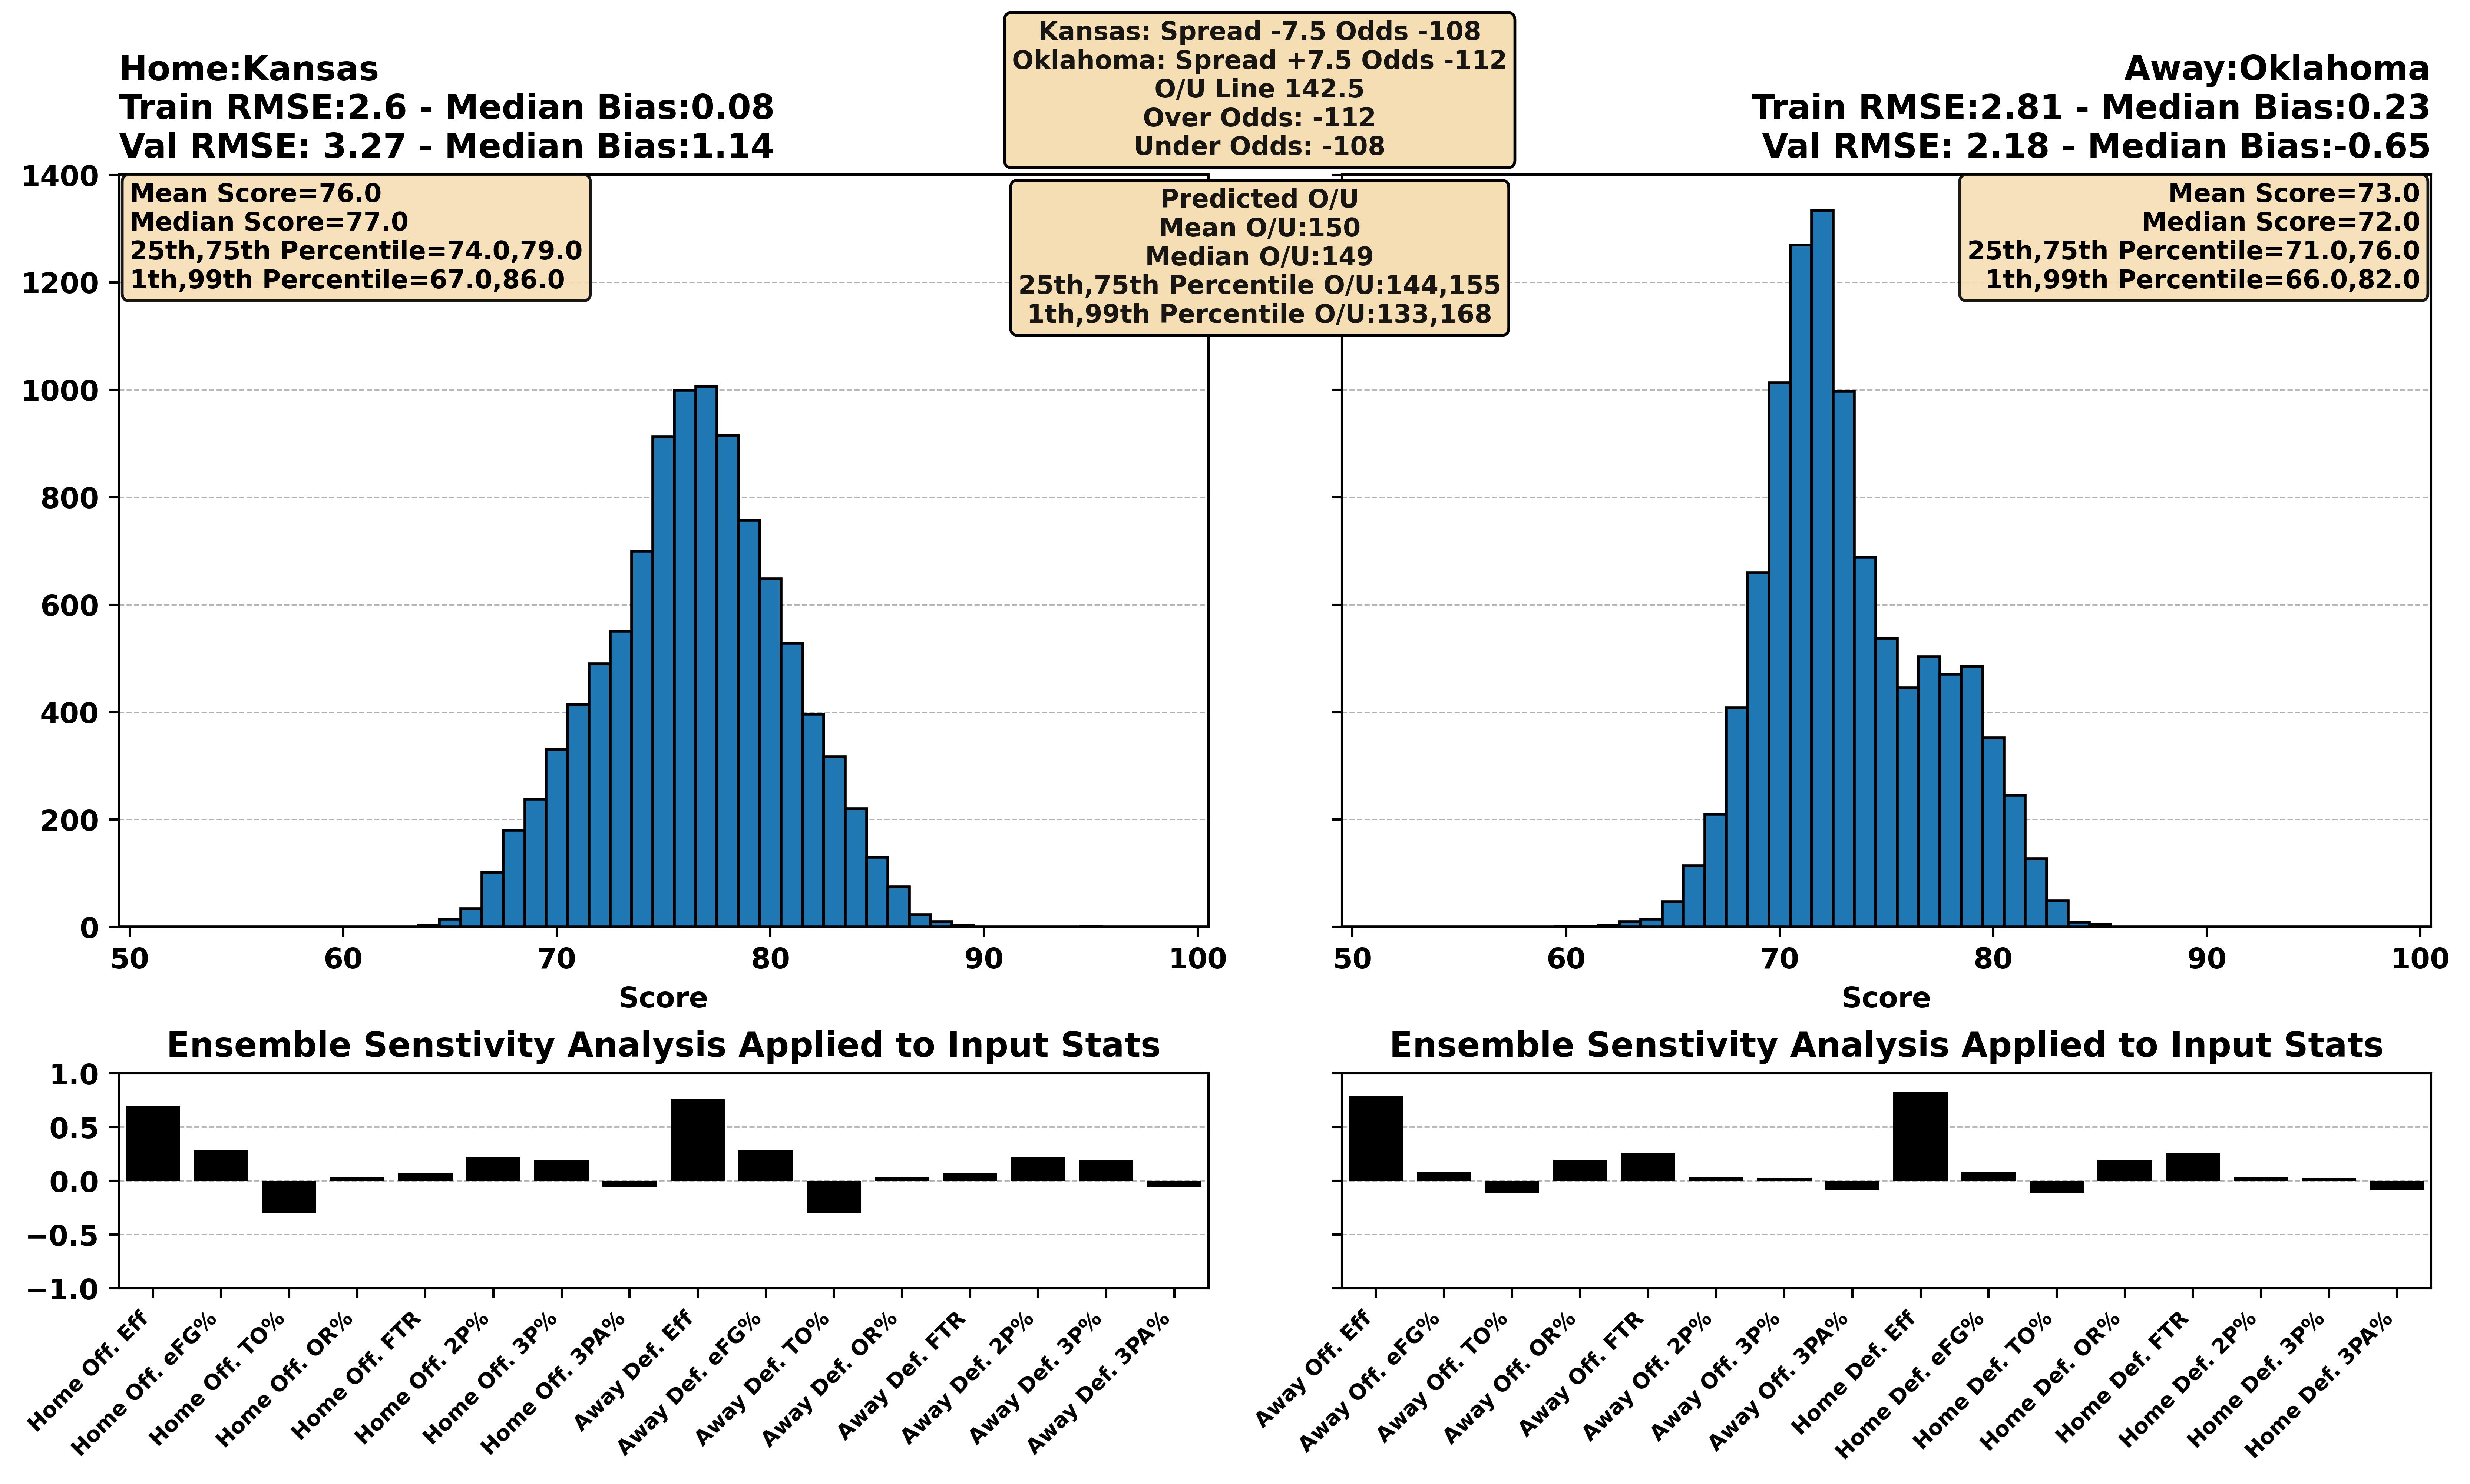 Kansas: Spread -7.5 Odds -108
Oklahoma: Spread +7.5 Odds -112
O/U Line 142.5
Over Odds: -112
Under Odds: -108
Home:Kansas
Train RMSE:2.6 - Median Bias:0.08
Val RMSE: 3.27 - Median Bias:1.14
Away:Oklahoma
Train RMSE:2.81 - Median Bias:0.23
Val RMSE: 2.18 - Median Bias:-0.65
Mean Score=76.0
Median Score=77.0
25th,75th Percentile=74.0,79.0
1th,99th Percentile=67.0,86.0
Predicted O/U
Mean O/U:150
Median O/U:149
25th,75th Percentile O/U:144,155
1th,99th Percentile O/U:133,168
Mean Score=73.0
Median Score=72.0
25th,75th Percentile=71.0,76.0
1th,99th Percentile=66.0,82.0
1400
1200
1000
800
600
400
200
0
50 60 70 80 90 100
Score
50 60 70 80 90 100
Score
Ensemble Senstivity Analysis Applied to Input Stats
1.0
0.5
0.0
−0.5
−1.0
Home Off. Eff
Home Off. eFG%
Home Off. TO%
Home Off. OR%
Home Off. FTR
Home Off. 2P%
Home Off. 3P%
Home Off. 3PA%
Away Def. Eff
Away Def. eFG%
Away Def. TO%
Away Def. OR%
Away Def. FTR
Away Def. 2P%
Away Def. 3P%
Away Def. 3PA%
Ensemble Senstivity Analysis Applied to Input Stats
Away Off. Eff
Away Off. eFG%
Away Off. TO%
Away Off. OR%
Away Off. FTR
Away Off. 2P%
Away Off. 3P%
Away Off. 3PA%
Home Def. Eff
Home Def. eFG%
Home Def. TO%
Home Def. OR%
Home Def. FTR
Home Def. 2P%
Home Def. 3P%
Home Def. 3PA%